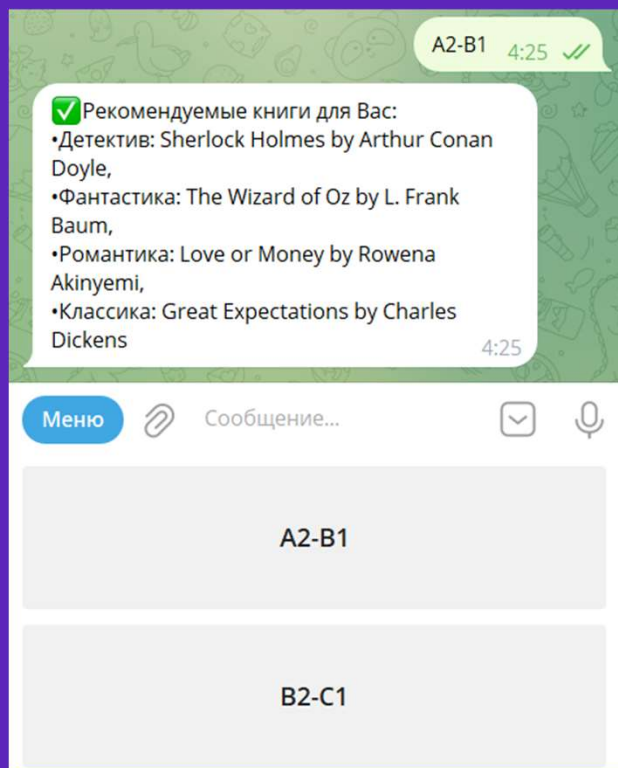 A2-B1 4:25
✅Рекомендуемые книги для Вас:
•Детектив: Sherlock Holmes by Arthur Conan
Doyle,
•Фантастика: The Wizard of Oz by L. Frank
Baum,
•Романтика: Love or Money by Rowena
Akinyemi,
•Классика: Great Expectations by Charles
Dickens
4:25
Меню Сообщение...
A2-B1
B2-C1